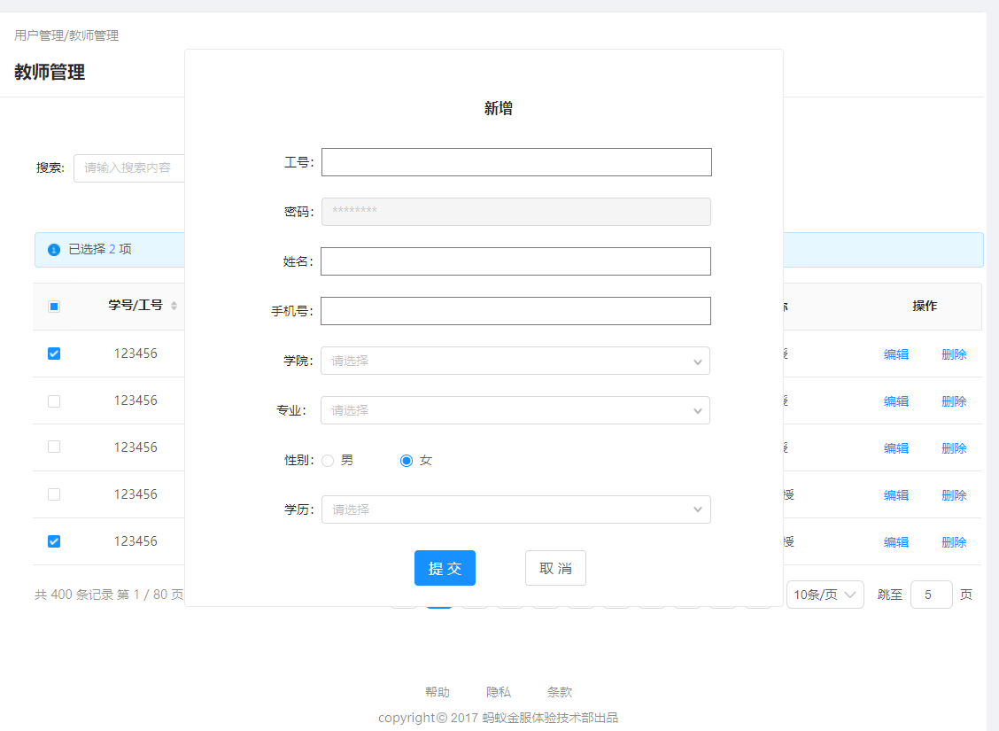 用户管理/教师管理
教师管理
新增
工号:
搜索: 请输入搜索内容
密码: ********
已选择 2 项
姓名:
学号/工号 操作
手机号:
123456 编辑 删除
学院: 请选择
123456 编辑 删除
专业: 请选择
123456 编辑 删除
性别: 男 女
123456 授 编辑 删除
学历: 请选择
123456 授 编辑 删除
提 交 取 消
共 400 条记录 第 1 / 80 页 10条/页 跳至 5 页
帮助 隐私 条款
copyright© 2017 蚂蚁金服体验技术部出品